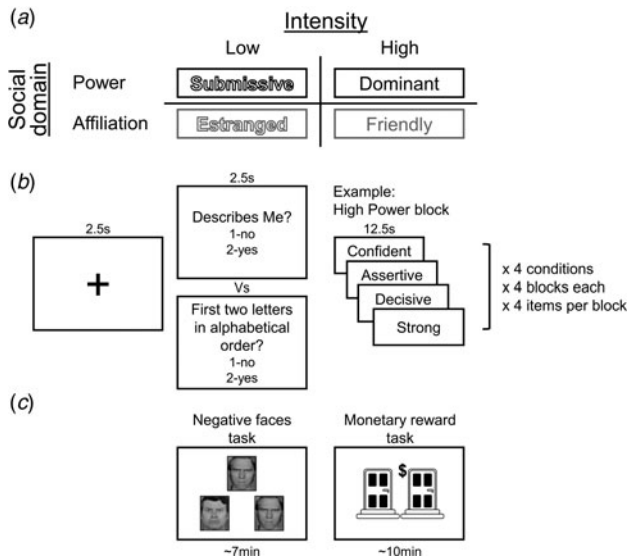 (a)
Intensity
Low High
Social domain
Power Submissive Dominant
Affiliation Estranged Friendly
(b)
2.5s
+
2.5s
Describes Me?
1-no
2-yes
Vs
First two letters
in alphabetical
order?
1-no
2-yes
Example:
High Power block
12.5s
Confident
Assertive
Decisive
Strong
x 4 conditions
x 4 blocks each
x 4 items per block
(c)
Negative faces
task
~7min
Monetary reward
task
$
~10min